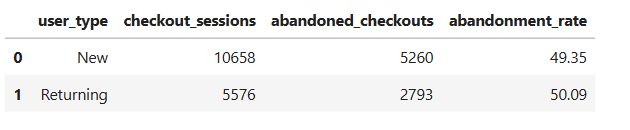 user_type checkout_sessions abandoned_checkouts abandonment_rate
0 New 10658 5260 49.35
1 Returning 5576 2793 50.09